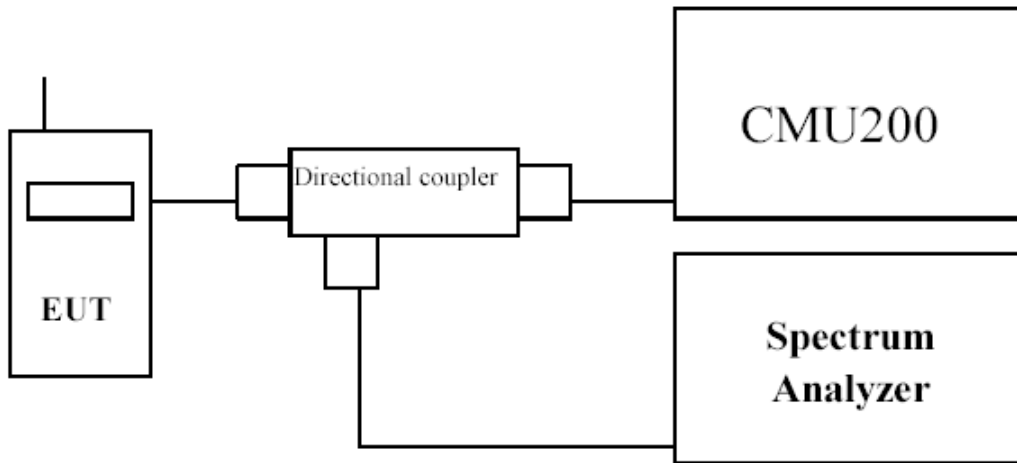 CMU200
Directional coupler
EUT
Spectrum
Analyzer